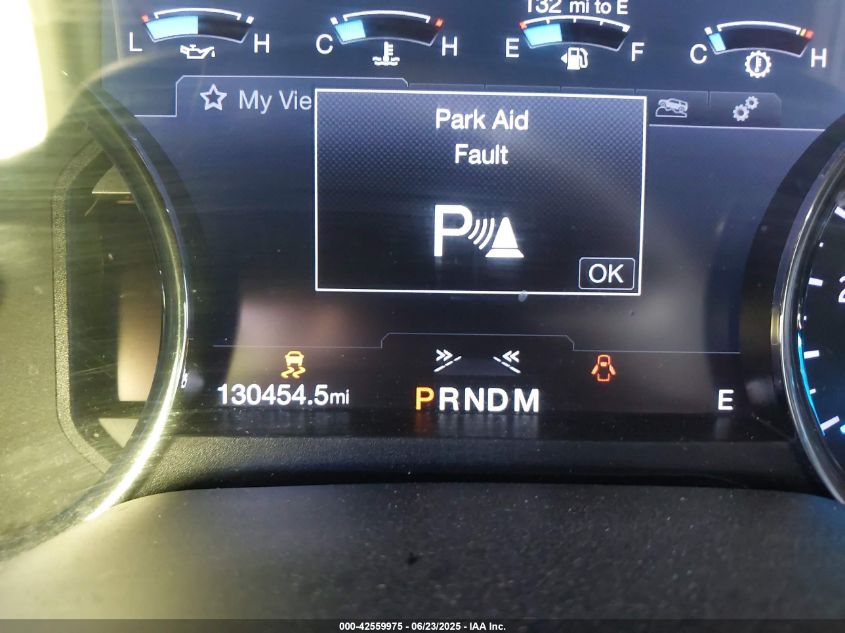 132 mi to E
L H C H E F C H
My Vie
Park Aid
Fault
P
OK
130454.5mi PRNDM E
000-42559975 - 06/23/2025 - IAA Inc.